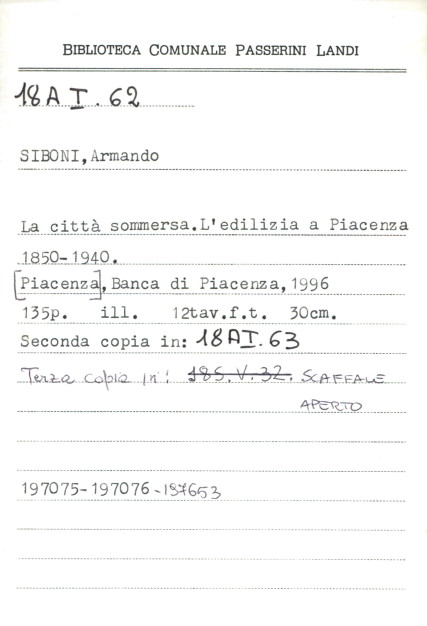 BIBLIOTECA COMUNALE PASSERINI LANDI
18 A I. 62
SIBONI,Armando
La città sommersa.L'edilizia a Piacenza
1850-1940.
[Piacenza],Banca di Piacenza,1996
135p. ill. 12tav.f.t. 30cm.
Seconda copia in: 18 A I. 63
Terza copia in: 18S.V.32. SCAFFALE
APERTO
197075-197076-197653